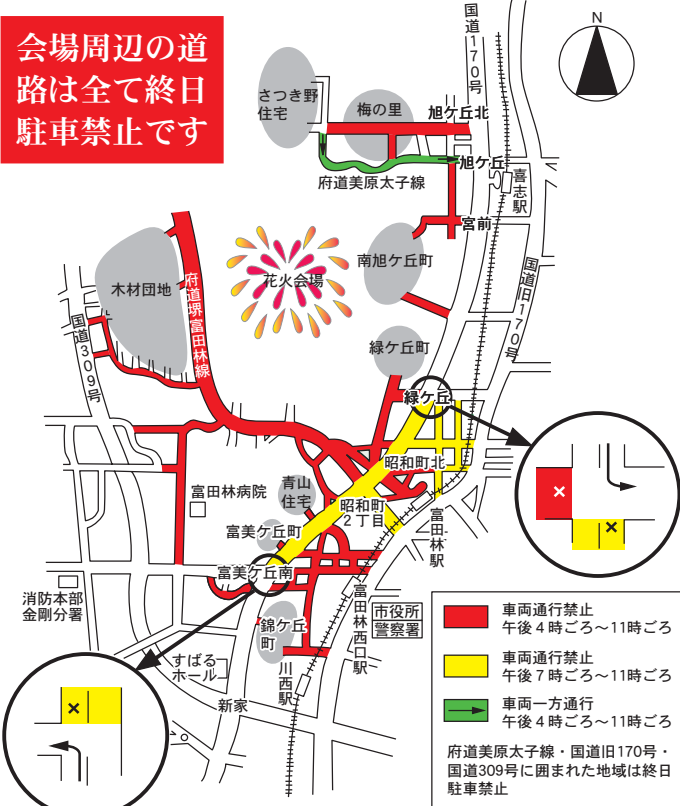 会場周辺の道
路は全て終日
駐車禁止です
国道170号
N
さつき野
住宅
梅の里
旭ケ丘北
旭ケ丘
府道美原太子線
喜志駅
宮前
南旭ケ丘町
花火会場
木材団地
府道堺富田林線
国道旧170号
国道309号
緑ケ丘町
緑ケ丘
昭和町北
富田林病院
青山
住宅
昭和町
2丁目
富美ケ丘町
富田林駅
富美ケ丘南
消防本部
金剛分署
富田林西口駅
市役所
警察署
錦ケ丘
町
すばる
ホール
川西駅
新家
車両通行禁止
午後4時ごろ〜11時ごろ
車両通行禁止
午後7時ごろ〜11時ごろ
車両一方通行
午後4時ごろ〜11時ごろ
府道美原太子線・国道旧170号・
国道309号に囲まれた地域は終日
駐車禁止